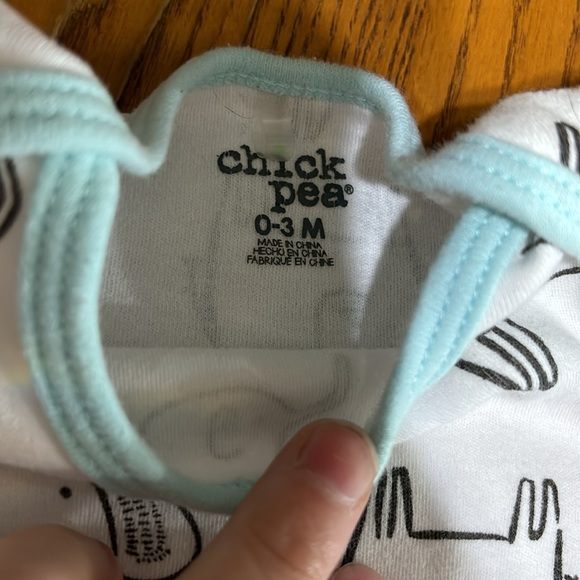 chick
pea®
0-3 M
MADE IN CHINA
HECHO EN CHINA
FABRIQUÉ EN CHINE